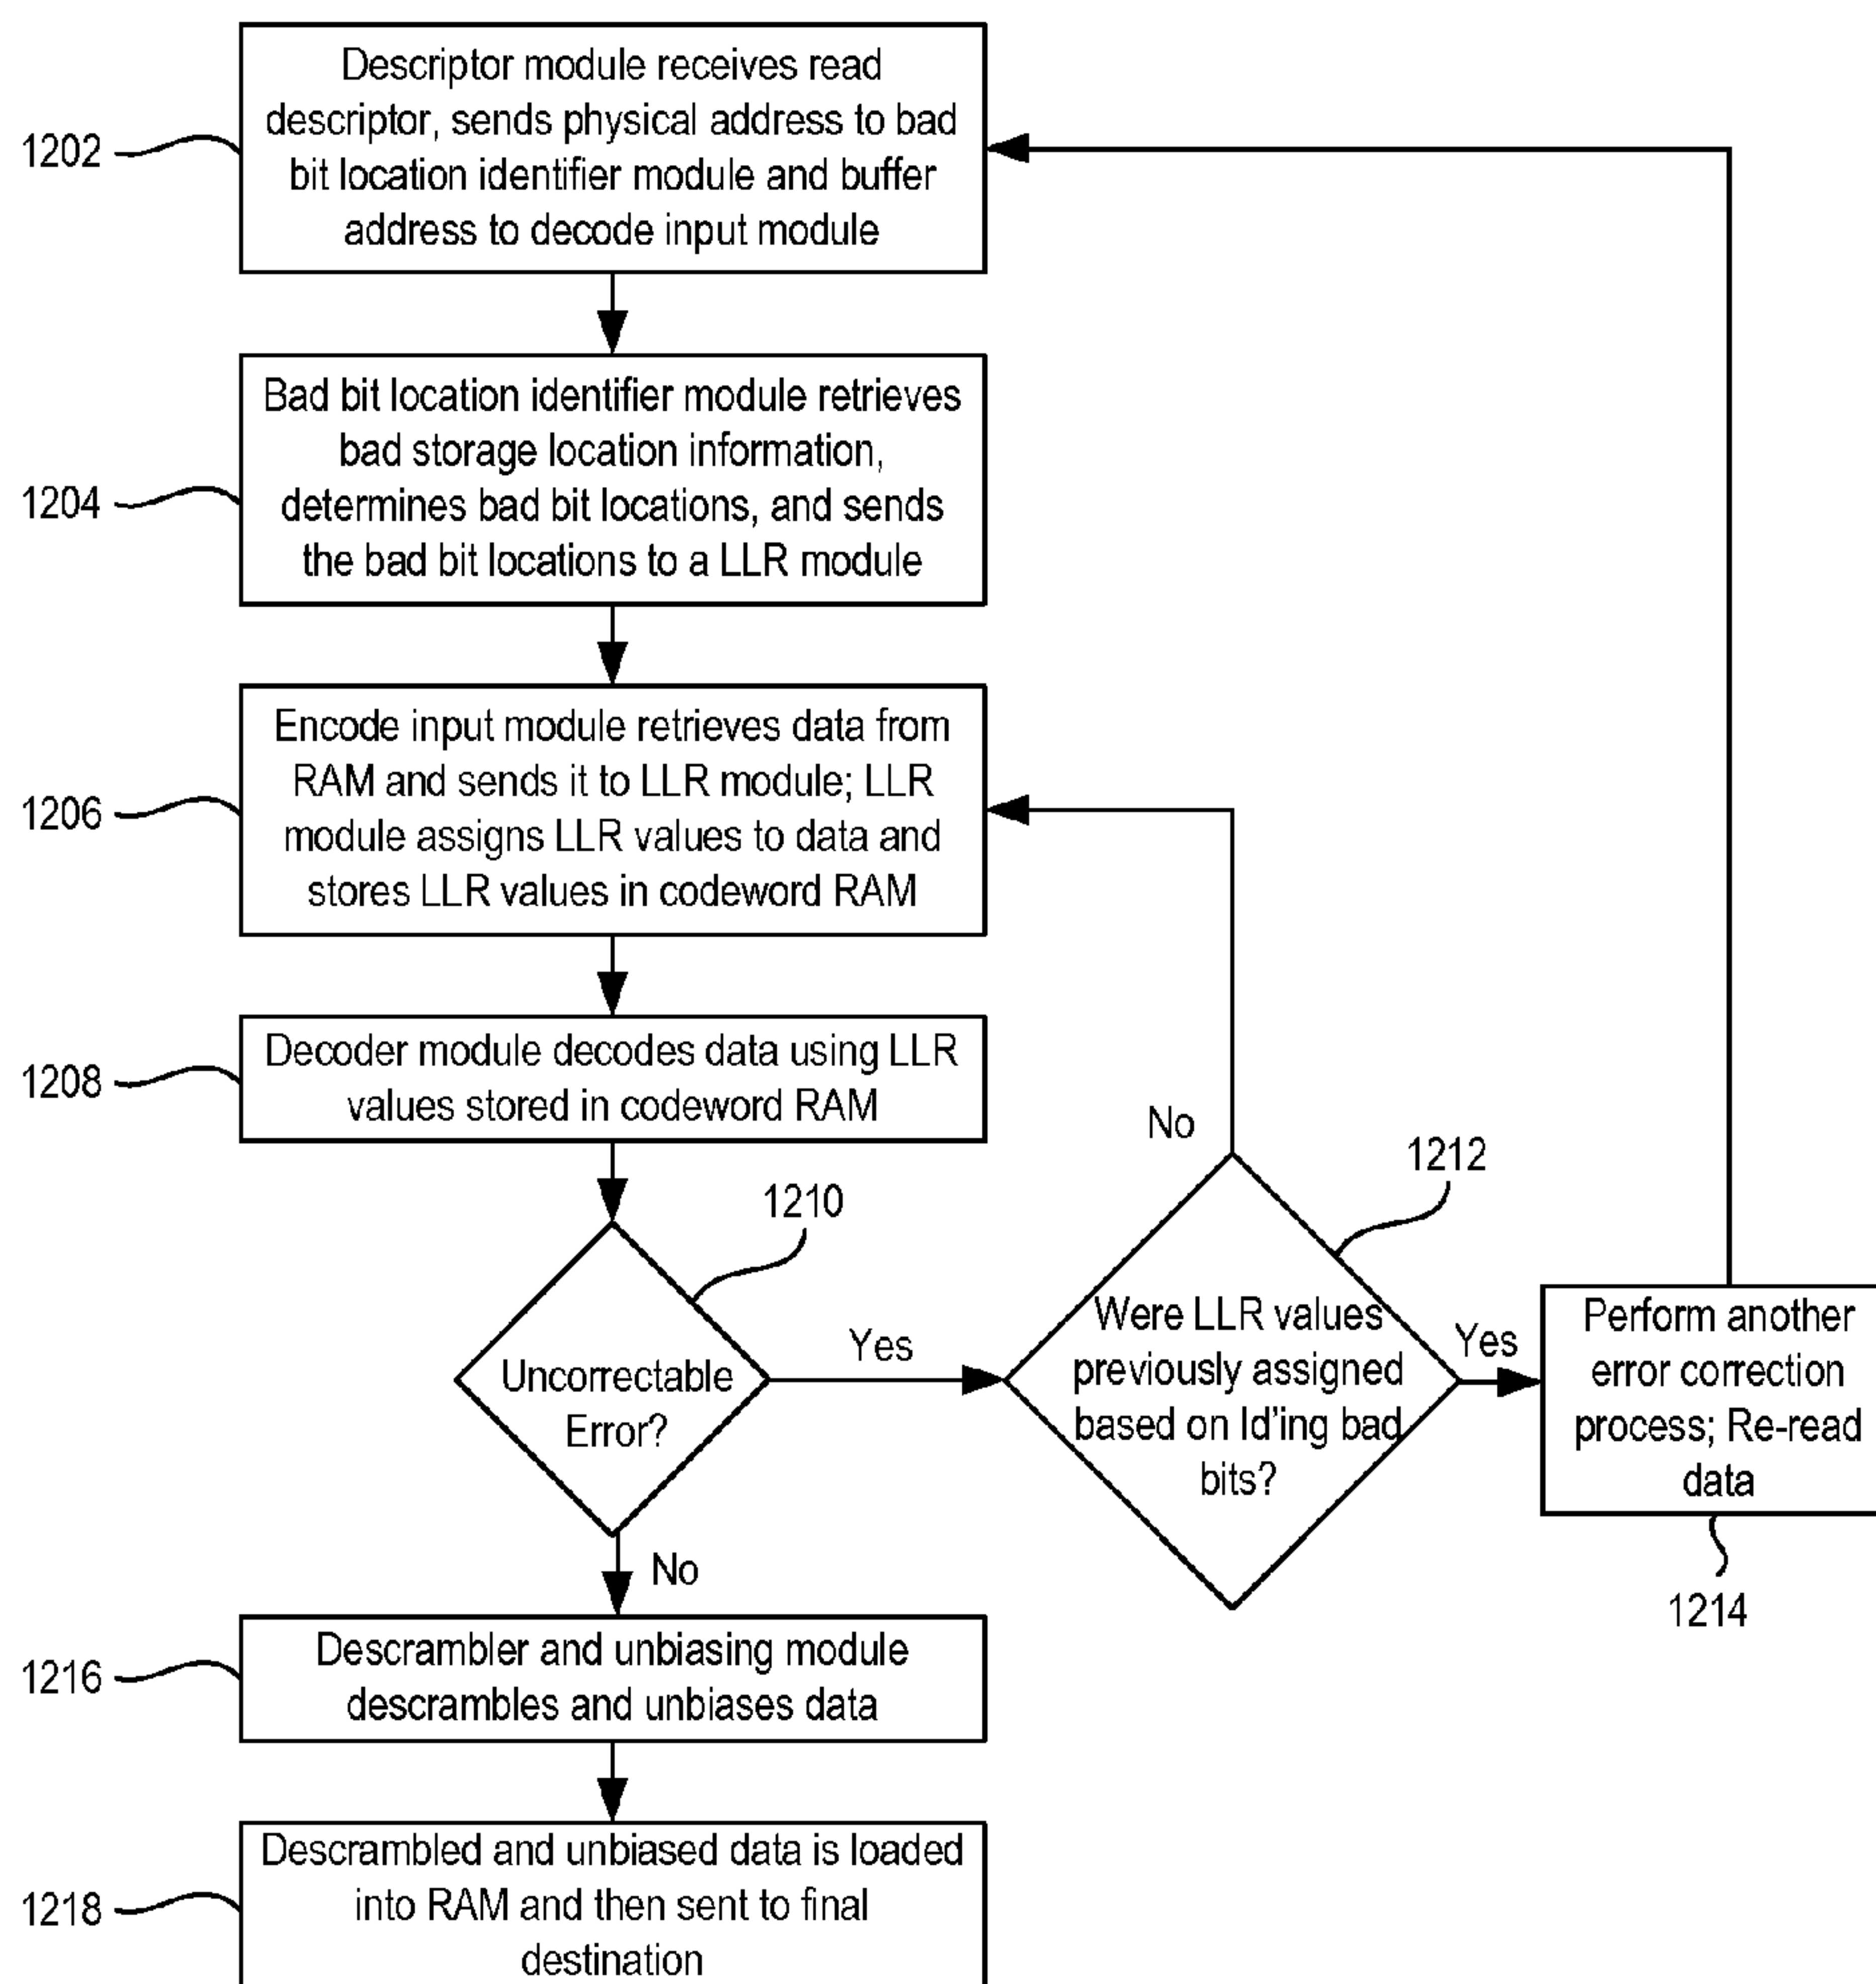 1202
Descriptor module receives read
descriptor, sends physical address to bad
bit location identifier module and buffer
address to decode input module
1204
Bad bit location identifier module retrieves
bad storage location information,
determines bad bit locations, and sends
the bad bit locations to a LLR module
1206
Encode input module retrieves data from
RAM and sends it to LLR module; LLR
module assigns LLR values to data and
stores LLR values in codeword RAM
1208
Decoder module decodes data using LLR
values stored in codeword RAM
1210
Uncorrectable
Error?
Yes
No
1212
Were LLR values
previously assigned
based on Id'ing bad
bits?
No
Yes
Perform another
error correction
process; Re-read
data
1214
1216
Descrambler and unbiasing module
descrambles and unbiases data
1218
Descrambled and unbiased data is loaded
into RAM and then sent to final
destination